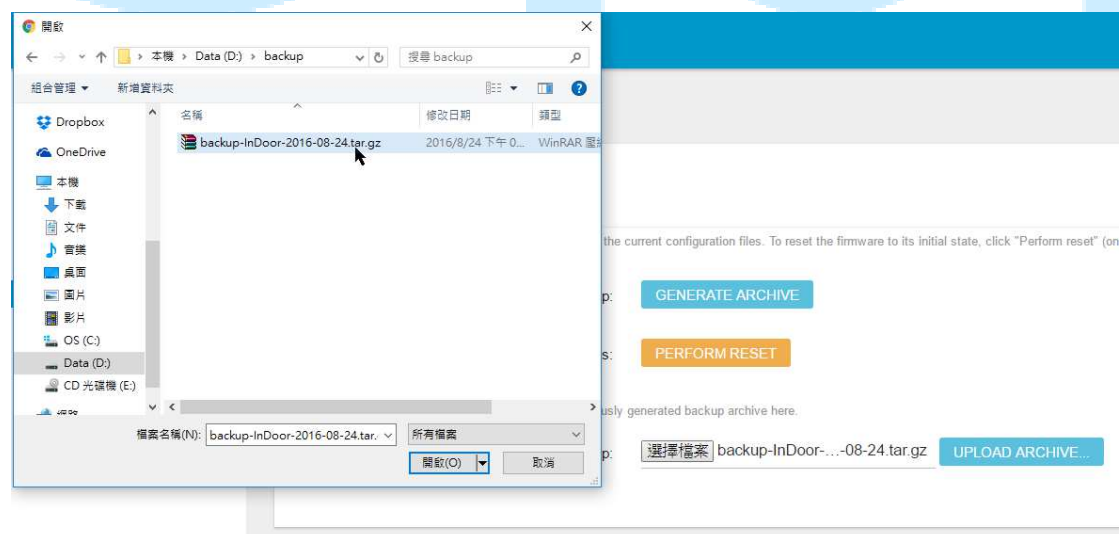 開啟
本機 › Data (D:) › backup
搜尋 backup
組合管理 新增資料夾
名稱 修改日期 類型
Dropbox
OneDrive
本機
下載
文件
音樂
桌面
圖片
影片
OS (C:)
Data (D:)
CD 光碟機 (E:)
網路
backup-InDoor-2016-08-24.tar.gz 2016/8/24 下午 0... WinRAR
檔案名稱(N): backup-InDoor-2016-08-24.tar. 所有檔案
開啟(O) 取消
the current configuration files. To reset the firmware to its initial state, click "Perform reset" (on
p: GENERATE ARCHIVE
s: PERFORM RESET
usly generated backup archive here.
p: 選擇檔案 backup-InDoor-…-08-24.tar.gz UPLOAD ARCHIVE...